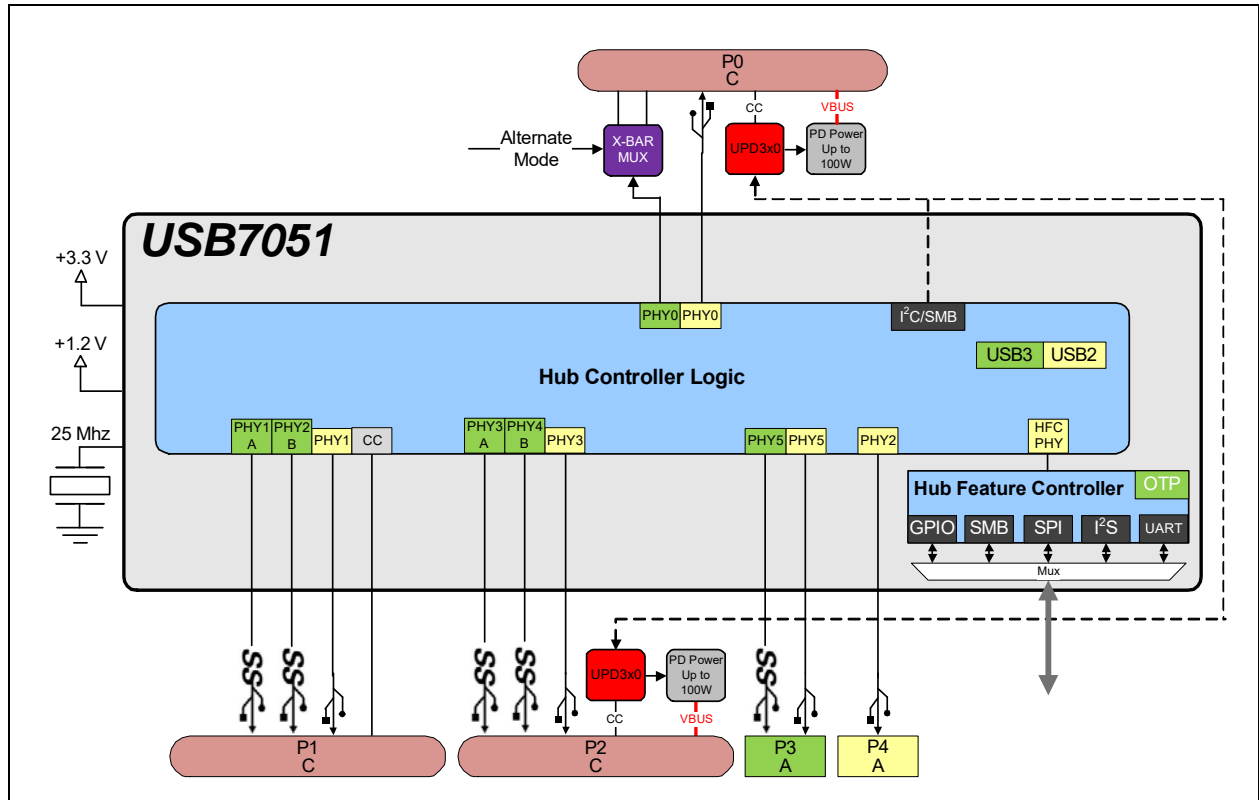 P0
C
CC
VBUS
Alternate
Mode
X-BAR
MUX
UPD3x0
PD Power
Up to
100W
USB7051
+3.3 V
+1.2 V
25 Mhz
PHY0
PHY0
I²C/SMB
USB3
USB2
Hub Controller Logic
PHY1
A
PHY2
B
PHY1
CC
PHY3
A
PHY4
B
PHY3
PHY5
PHY5
PHY2
HFC
PHY
Hub Feature Controller
OTP
GPIO
SMB
SPI
I²S
UART
Mux
SS
SS
SS
SS
SS
UPD3x0
PD Power
Up to
100W
CC
VBUS
P1
C
P2
C
P3
A
P4
A